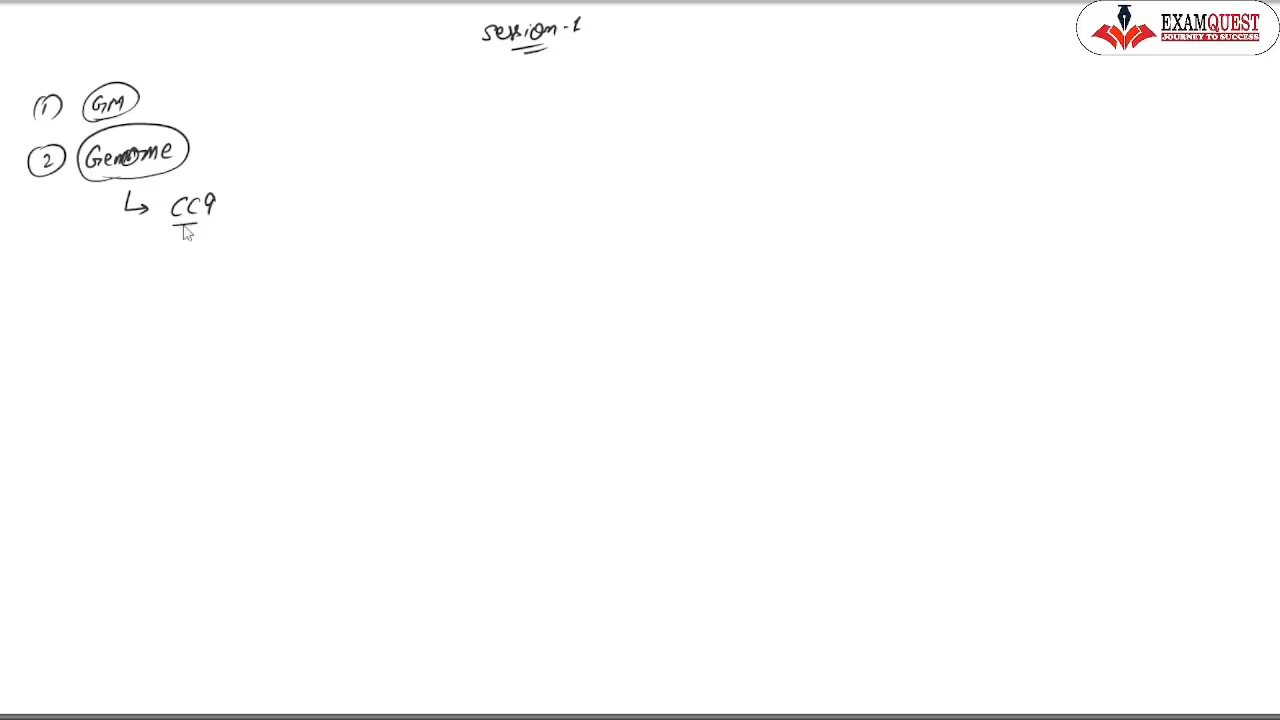 Session-1
EXAMQUEST
JOURNEY TO SUCCESS
(1) GM
2 Genome
↳ CC9